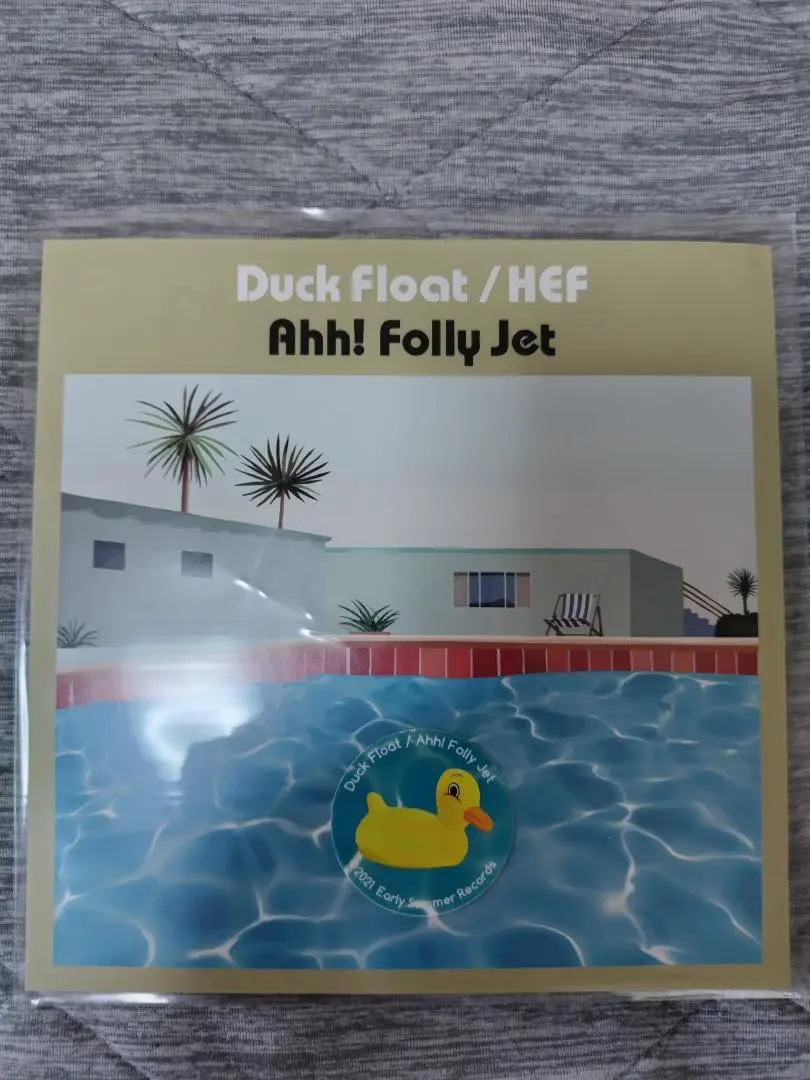 Duck Float / HEF
Ahh! Folly Jet
Duck Float / Ahh! Folly Jet
2021 Early Summer Records